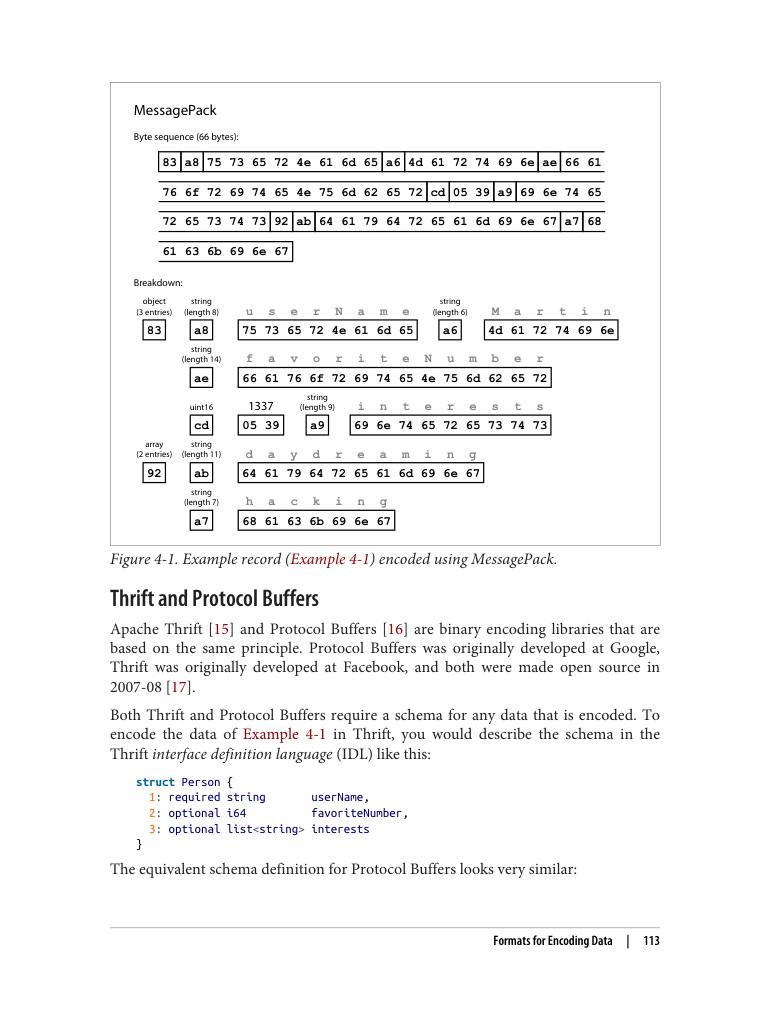 MessagePack
Byte sequence (66 bytes):
83 a8 75 73 65 72 4e 61 6d 65 a6 4d 61 72 74 69 6e ae 66 61
76 6f 72 69 74 65 4e 75 6d 62 65 72 cd 05 39 a9 69 6e 74 65
72 65 73 74 73 92 ab 64 61 79 64 72 65 61 6d 69 6e 67 a7 68
61 63 6b 69 6e 67
Breakdown:
object string string
(3 entries) (length 8) u s e r N a m e (length 6) M a r t i n
83 a8 75 73 65 72 4e 61 6d 65 a6 4d 61 72 74 69 6e
string
(length 14) f a v o r i t e N u m b e r
ae 66 61 76 6f 72 69 74 65 4e 75 6d 62 65 72
string
uint16 1337 (length 9) i n t e r e s t s
cd 05 39 a9 69 6e 74 65 72 65 73 74 73
array string
(2 entries) (length 11) d a y d r e a m i n g
92 ab 64 61 79 64 72 65 61 6d 69 6e 67
string
(length 7) h a c k i n g
a7 68 61 63 6b 69 6e 67
Figure 4-1. Example record (Example 4-1) encoded using MessagePack.
Thrift and Protocol Buffers
Apache Thrift [15] and Protocol Buffers [16] are binary encoding libraries that are
based on the same principle. Protocol Buffers was originally developed at Google,
Thrift was originally developed at Facebook, and both were made open source in
2007-08 [17].
Both Thrift and Protocol Buffers require a schema for any data that is encoded. To
encode the data of Example 4-1 in Thrift, you would describe the schema in the
Thrift interface definition language (IDL) like this:
struct Person {
1: required string userName,
2: optional i64 favoriteNumber,
3: optional list<string> interests
}
The equivalent schema definition for Protocol Buffers looks very similar:
Formats for Encoding Data | 113